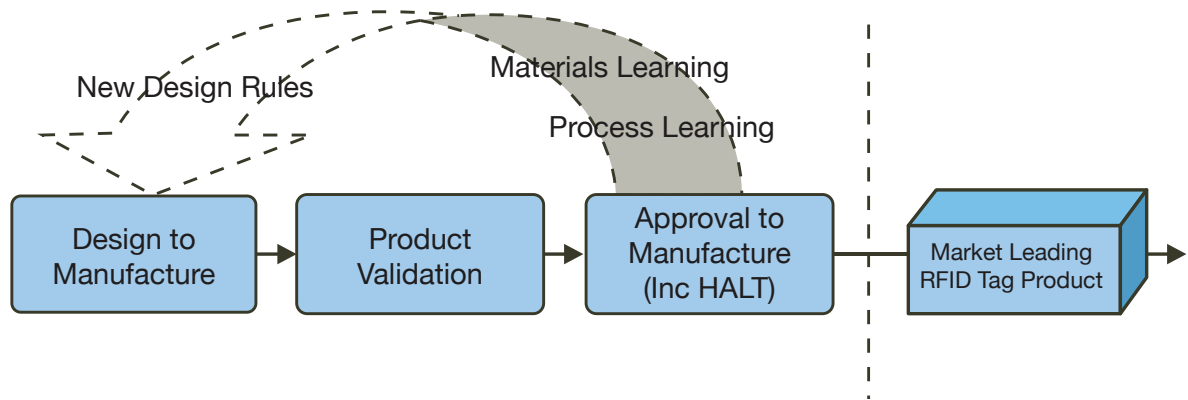 Materials Learning
New Design Rules
Process Learning
Design to
Manufacture
Product
Validation
Approval to
Manufacture
(Inc HALT)
Market Leading
RFID Tag Product